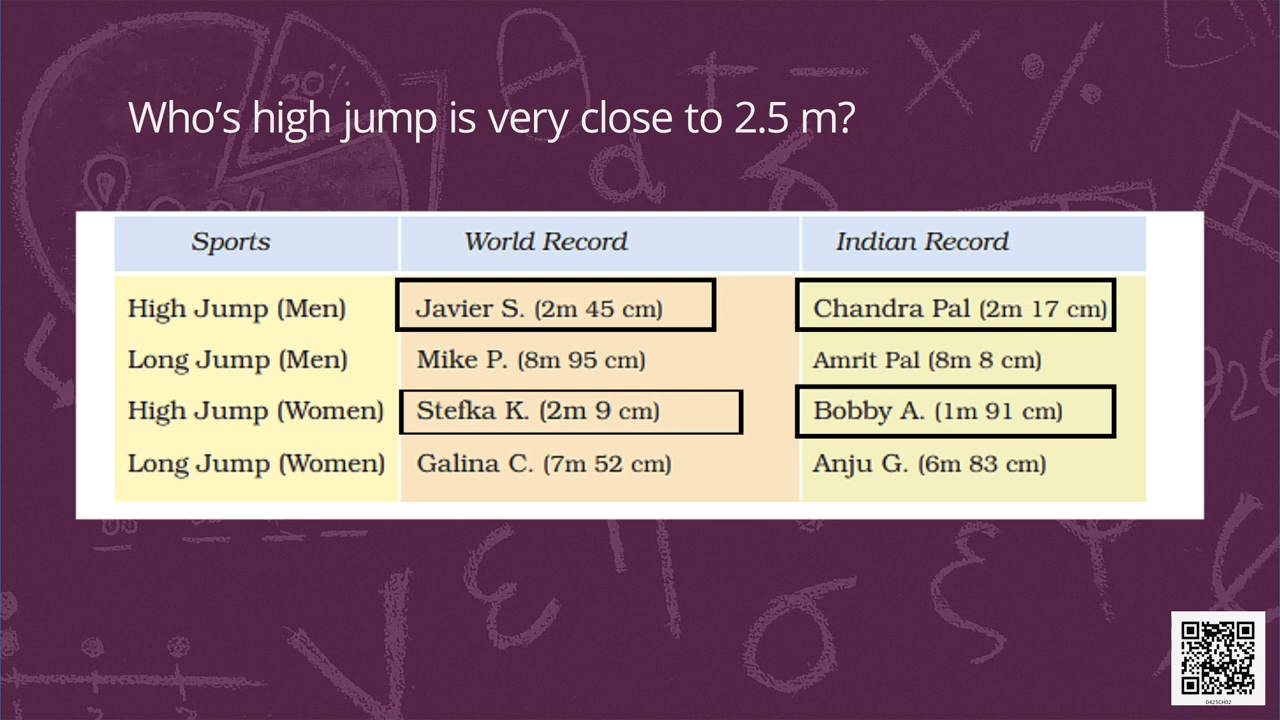 Who’s high jump is very close to 2.5 m?
Sports World Record Indian Record
High Jump (Men) Javier S. (2m 45 cm) Chandra Pal (2m 17 cm)
Long Jump (Men) Mike P. (8m 95 cm) Amrit Pal (8m 8 cm)
High Jump (Women) Stefka K. (2m 9 cm) Bobby A. (1m 91 cm)
Long Jump (Women) Galina C. (7m 52 cm) Anju G. (6m 83 cm)
0425CH02